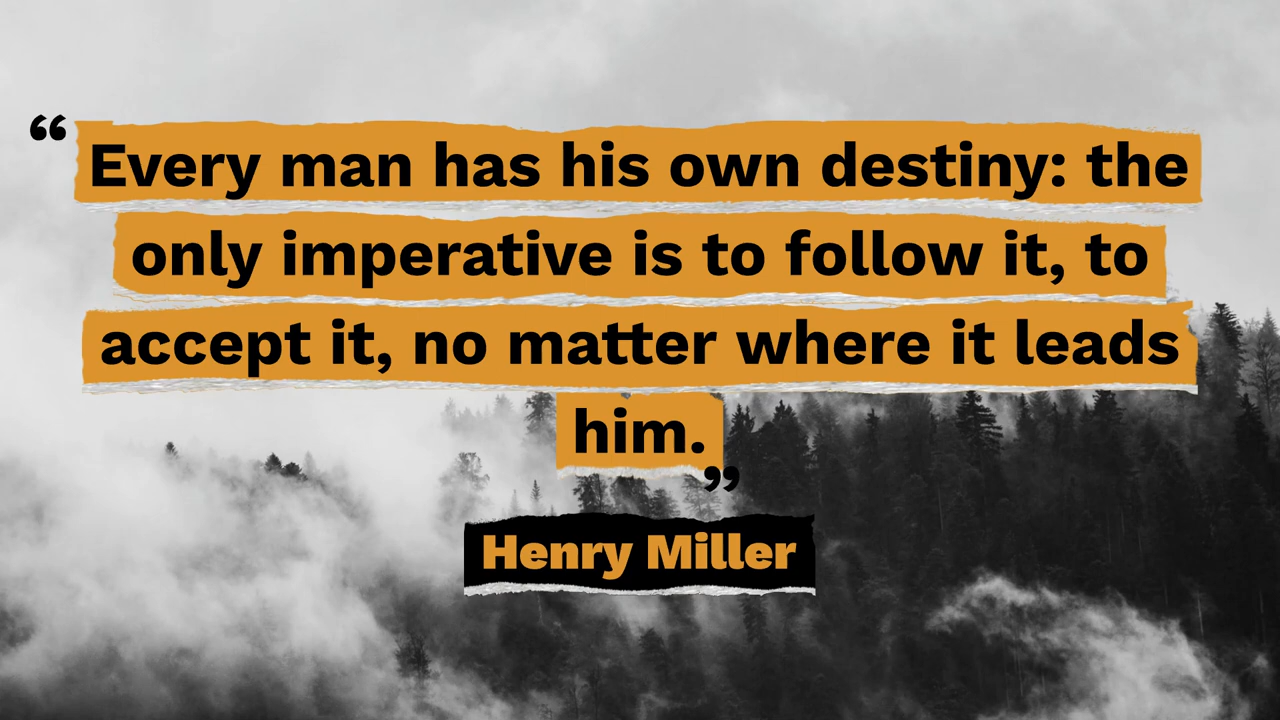 “Every man has his own destiny: the
only imperative is to follow it, to
accept it, no matter where it leads
him.”
Henry Miller